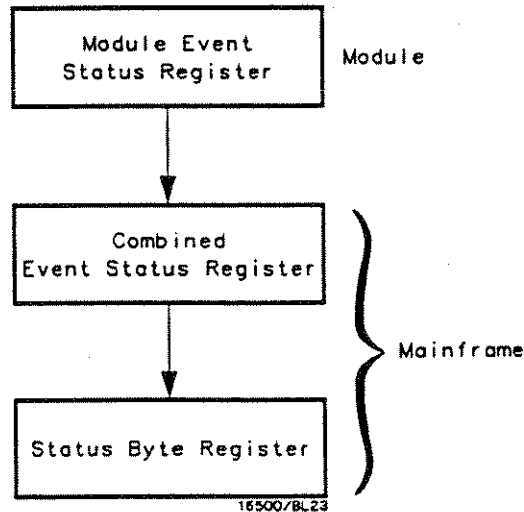 Module Event
Status Register
Module
Combined
Event Status Register
Mainframe
Status Byte Register
16500/BL23